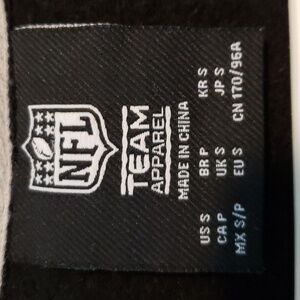 NFL
TEAM
APPAREL
MADE IN CHINA
US S BR P KR S
CA P UK S JP S
MX S/P EU S CN 170/96A